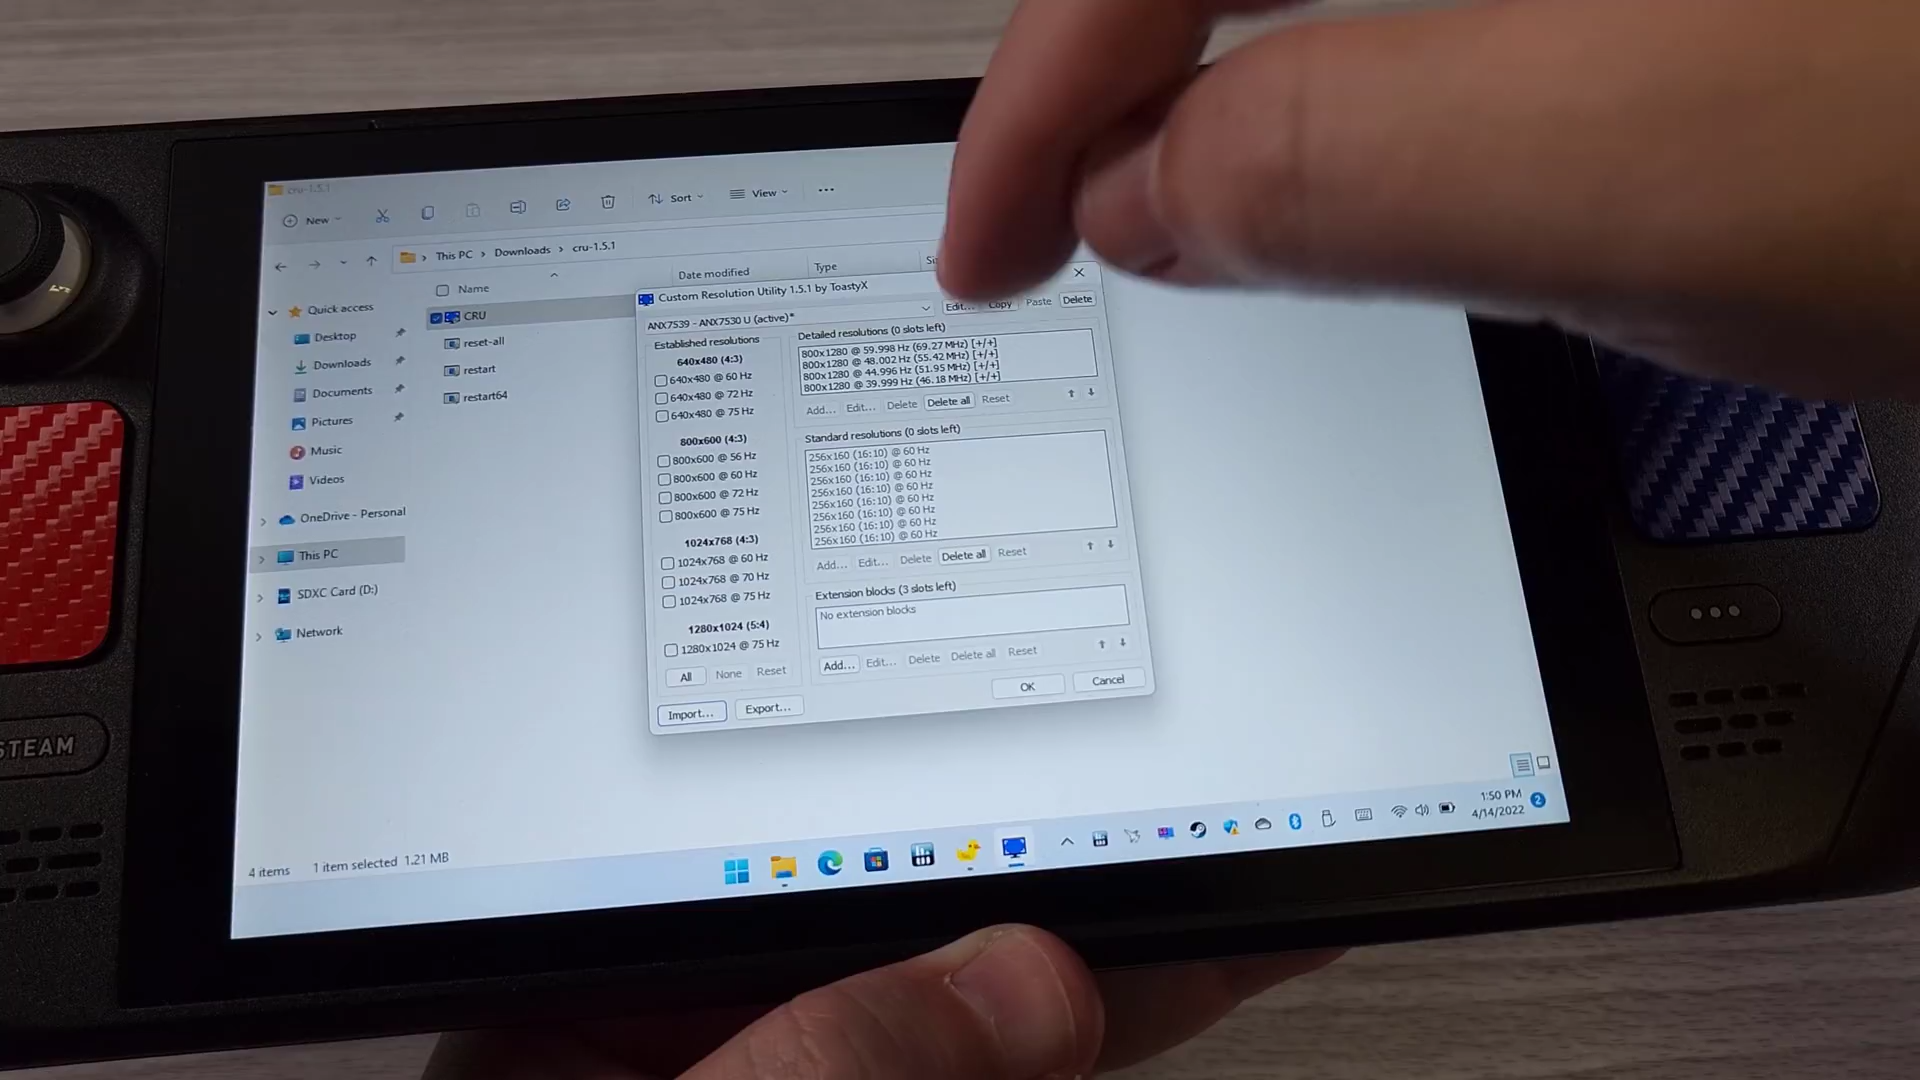 cru-1.5.1
New
Sort
View
This PC > Downloads > cru-1.5.1
Name
Date modified
Type
Quick access
Desktop
Downloads
Documents
Pictures
Music
Videos
OneDrive - Personal
This PC
SDXC Card (D:)
Network
CRU
reset-all
restart
restart64
Custom Resolution Utility 1.5.1 by ToastyX
ANX7539 - ANX7530 U (active)*
Edit...
Copy
Paste
Delete
Established resolutions
640x480 (4:3)
640x480 @ 60 Hz
640x480 @ 72 Hz
640x480 @ 75 Hz
800x600 (4:3)
800x600 @ 56 Hz
800x600 @ 60 Hz
800x600 @ 72 Hz
800x600 @ 75 Hz
1024x768 (4:3)
1024x768 @ 60 Hz
1024x768 @ 70 Hz
1024x768 @ 75 Hz
1280x1024 (5:4)
1280x1024 @ 75 Hz
All
None
Reset
Detailed resolutions (0 slots left)
800x1280 @ 59.998 Hz (69.27 MHz) [+/+]
800x1280 @ 48.002 Hz (55.42 MHz) [+/+]
800x1280 @ 44.996 Hz (51.95 MHz) [+/+]
800x1280 @ 39.999 Hz (46.18 MHz) [+/+]
Add...
Edit...
Delete
Delete all
Reset
Standard resolutions (0 slots left)
256x160 (16:10) @ 60 Hz
256x160 (16:10) @ 60 Hz
256x160 (16:10) @ 60 Hz
256x160 (16:10) @ 60 Hz
256x160 (16:10) @ 60 Hz
256x160 (16:10) @ 60 Hz
256x160 (16:10) @ 60 Hz
256x160 (16:10) @ 60 Hz
Add...
Edit...
Delete
Delete all
Reset
Extension blocks (3 slots left)
No extension blocks
Add...
Edit...
Delete
Delete all
Reset
Import...
Export...
OK
Cancel
4 items
1 item selected 1.21 MB
1:50 PM
4/14/2022
2
STEAM